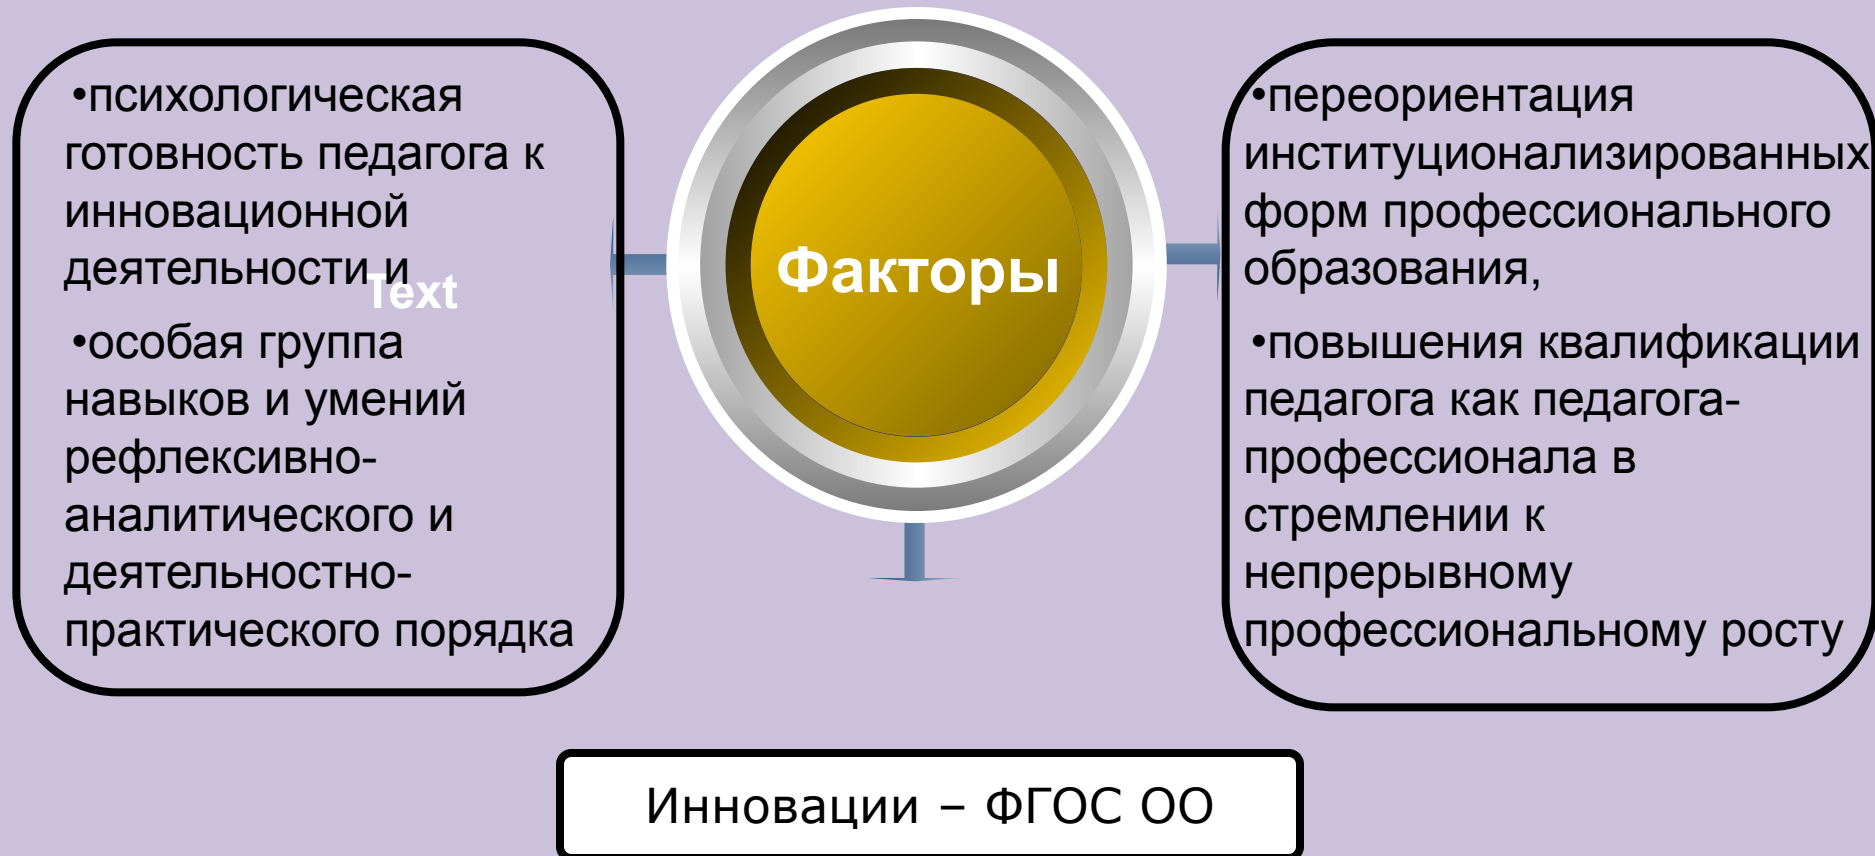 •психологическая
готовность педагога к
инновационной
деятельности и
Text
•особая группа
навыков и умений
рефлексивно-
аналитического и
деятельностно-
практического порядка
Факторы
•переориентация
институционализированных
форм профессионального
образования,
•повышения квалификации
педагога как педагога-
профессионала в
стремлении к
непрерывному
профессиональному росту
Инновации – ФГОС ОО